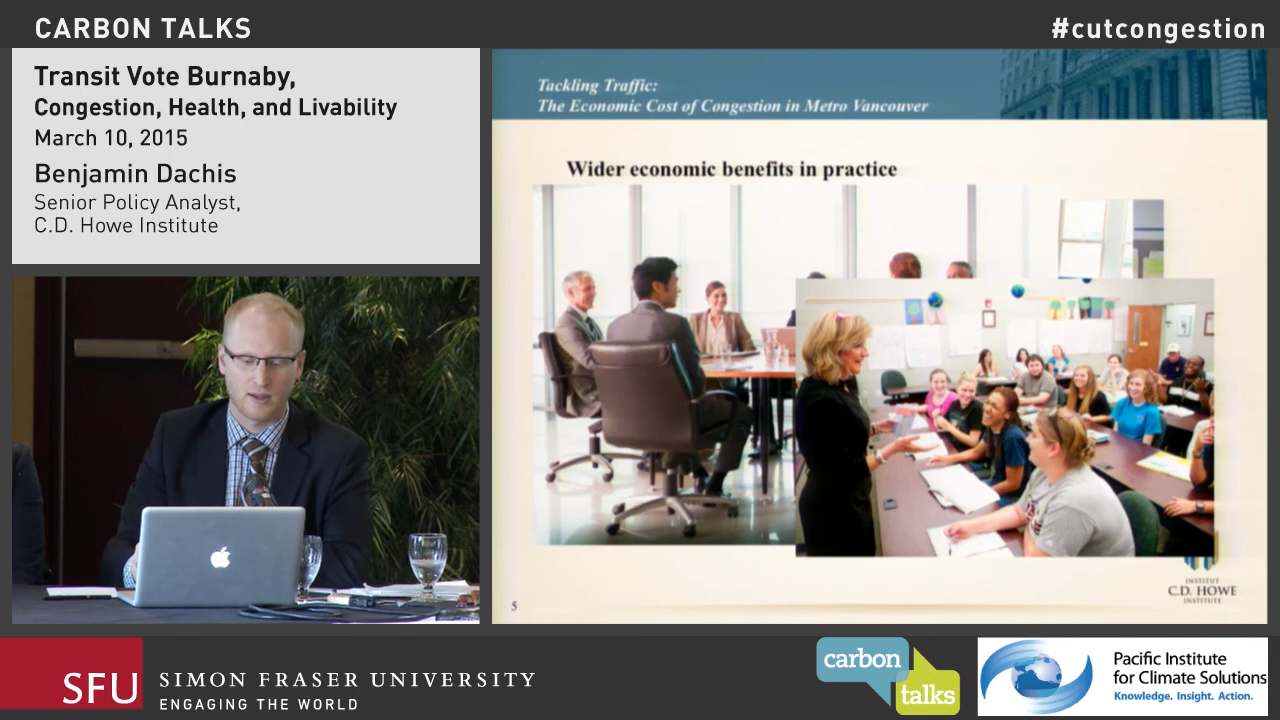 CARBON TALKS
#cutcongestion
Transit Vote Burnaby,
Congestion, Health, and Livability
March 10, 2015
Benjamin Dachis
Senior Policy Analyst,
C.D. Howe Institute
Tackling Traffic:
The Economic Cost of Congestion in Metro Vancouver
Wider economic benefits in practice
INSTITUT
C.D. HOWE
INSTITUTE
5
SFU
SIMON FRASER UNIVERSITY
ENGAGING THE WORLD
carbon
talks
Pacific Institute
for Climate Solutions
Knowledge. Insight. Action.